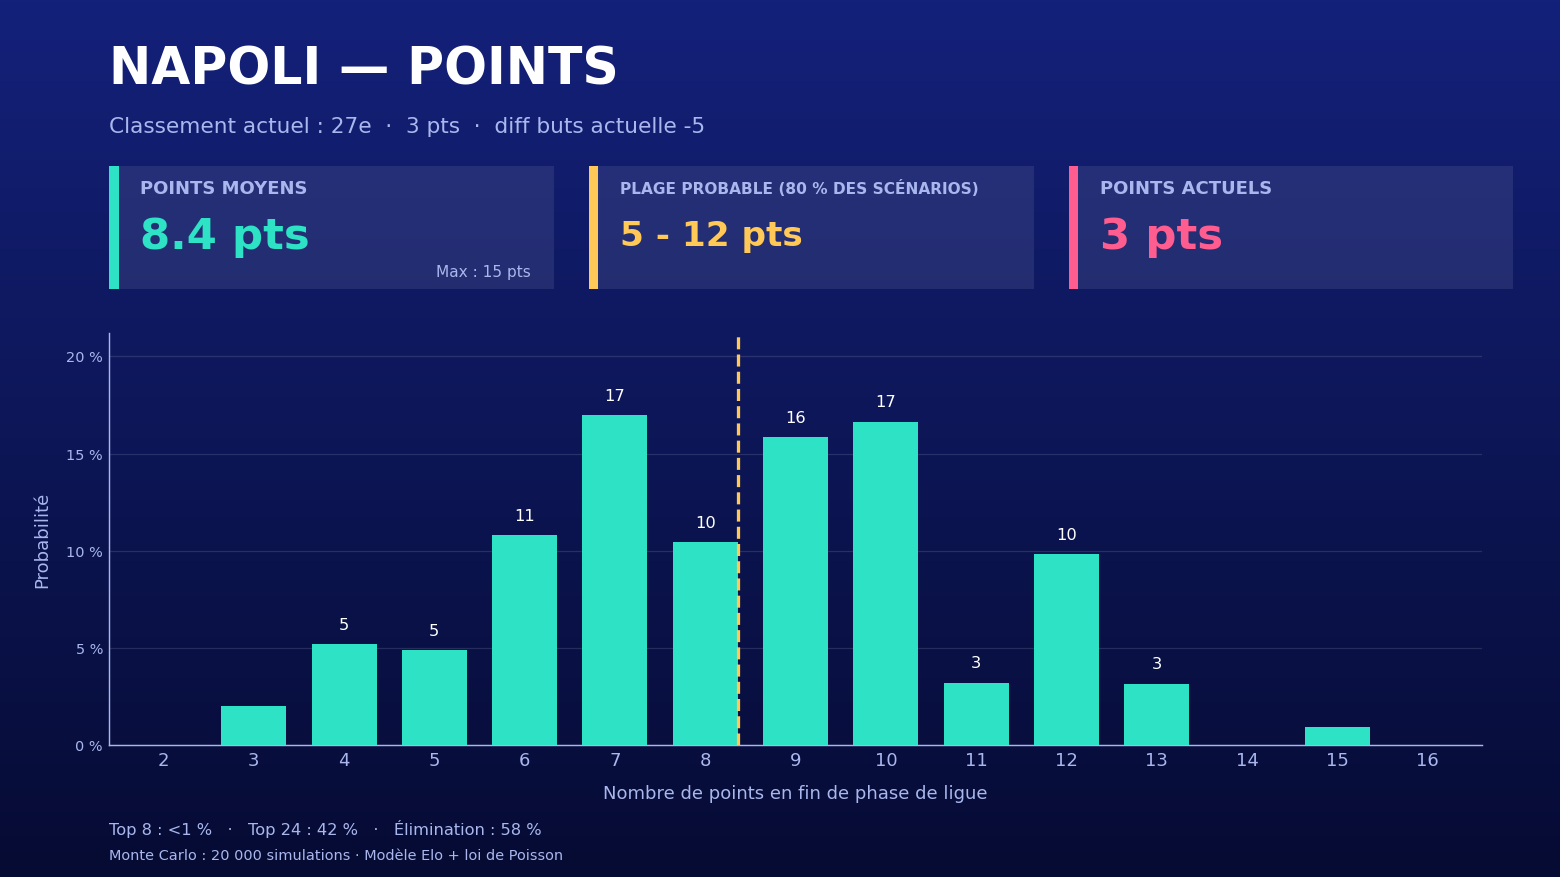 NAPOLI — POINTS
Classement actuel : 27e · 3 pts · diff buts actuelle -5
POINTS MOYENS
8.4 pts
Max : 15 pts
PLAGE PROBABLE (80 % DES SCÉNARIOS)
5 - 12 pts
POINTS ACTUELS
3 pts
Probabilité
20 %
15 %
10 %
5 %
0 %
5
5
11
17
10
16
17
3
10
3
2 3 4 5 6 7 8 9 10 11 12 13 14 15 16
Nombre de points en fin de phase de ligue
Top 8 : <1 % · Top 24 : 42 % · Élimination : 58 %
Monte Carlo : 20 000 simulations · Modèle Elo + loi de Poisson